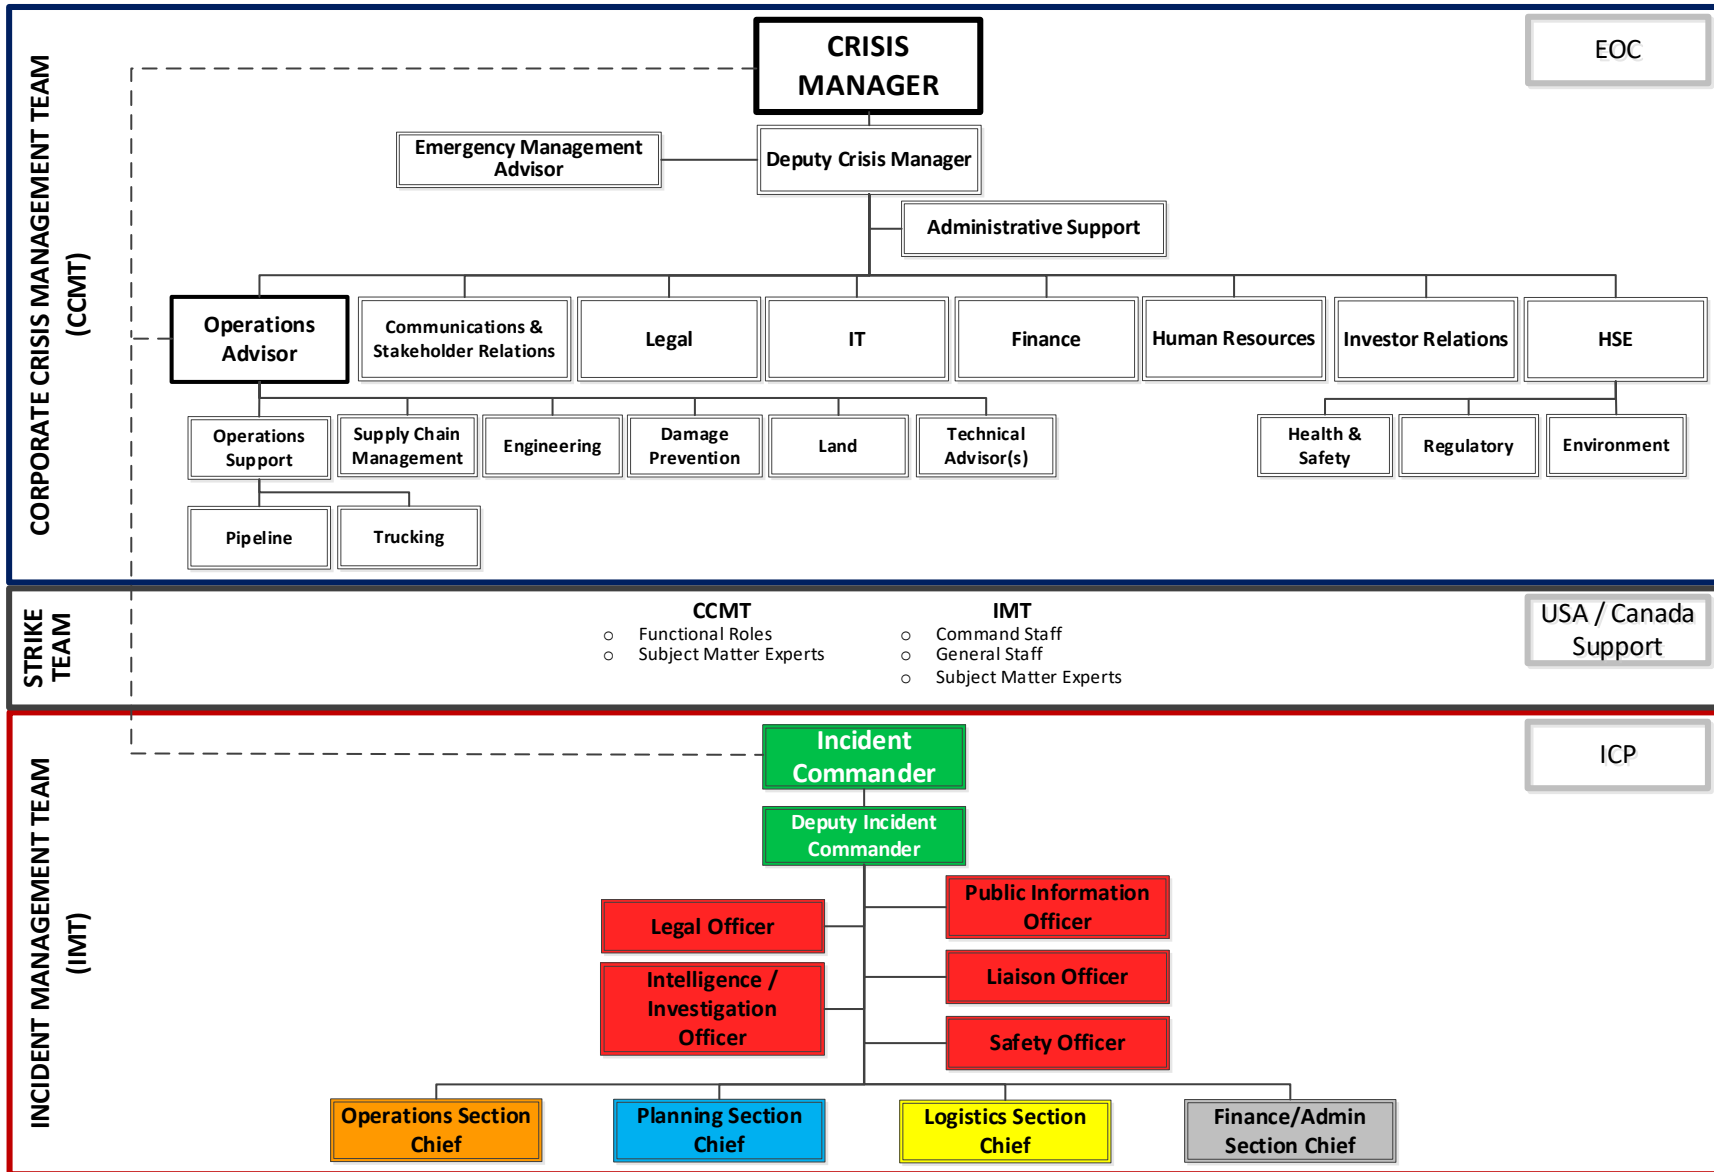 CORPORATE CRISIS MANAGEMENT TEAM
(CCMT)
EOC
CRISIS
MANAGER
Emergency Management
Advisor
Deputy Crisis Manager
Administrative Support
Operations
Advisor
Communications &
Stakeholder Relations
Legal
IT
Finance
Human Resources
Investor Relations
HSE
Operations
Support
Supply Chain
Management
Engineering
Damage
Prevention
Land
Technical
Advisor(s)
Health &
Safety
Regulatory
Environment
Pipeline
Trucking
STRIKE
TEAM
CCMT
○ Functional Roles
○ Subject Matter Experts
IMT
○ Command Staff
○ General Staff
○ Subject Matter Experts
USA / Canada
Support
INCIDENT MANAGEMENT TEAM
(IMT)
ICP
Incident
Commander
Deputy Incident
Commander
Legal Officer
Public Information
Officer
Intelligence /
Investigation
Officer
Liaison Officer
Safety Officer
Operations Section
Chief
Planning Section
Chief
Logistics Section
Chief
Finance/Admin
Section Chief